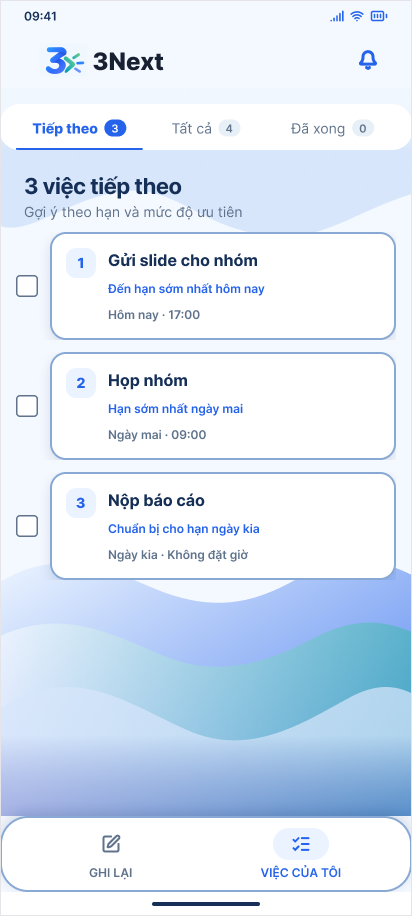 09:41
3Next
Tiếp theo 3
Tất cả 4
Đã xong 0
3 việc tiếp theo
Gợi ý theo hạn và mức độ ưu tiên
1
Gửi slide cho nhóm
Đến hạn sớm nhất hôm nay
Hôm nay · 17:00
2
Họp nhóm
Hạn sớm nhất ngày mai
Ngày mai · 09:00
3
Nộp báo cáo
Chuẩn bị cho hạn ngày kia
Ngày kia · Không đặt giờ
GHI LẠI
VIỆC CỦA TÔI